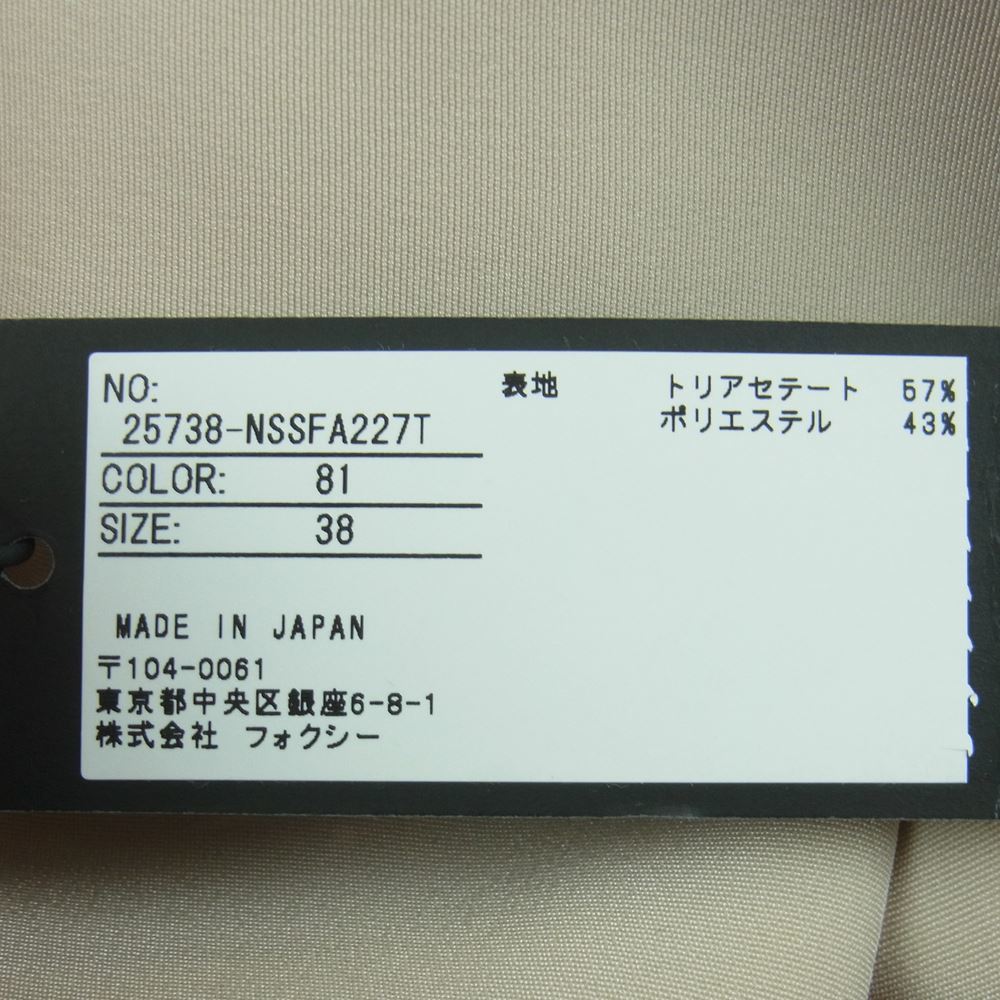 NO:
25738-NSSFA227T
COLOR: 81
SIZE: 38
MADE IN JAPAN
〒104-0061
東京都中央区銀座6-8-1
株式会社 フォクシー
表地 トリアセテート 57%
ポリエステル 43%